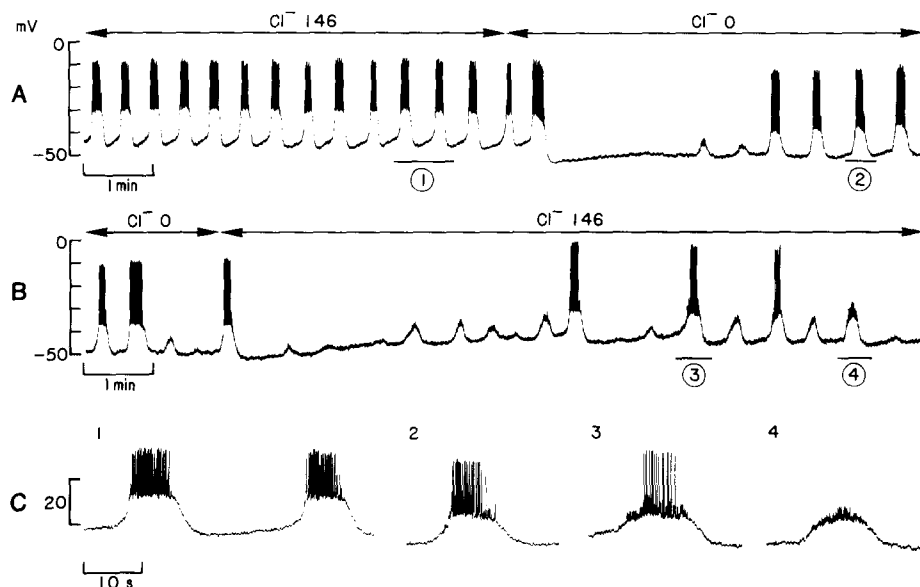 mV
Cl⁻ 146 Cl⁻ 0
0
A
-50
1 min
① ②
Cl⁻ 0 Cl⁻ 146
0
B
-50
1 min
③ ④
1 2 3 4
C 20
10 s